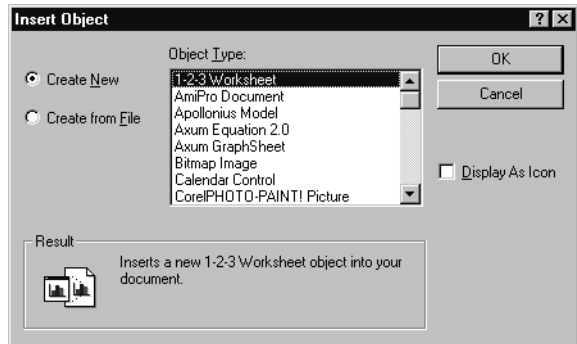 Insert Object
Object Type:
Create New
Create from File
1-2-3 Worksheet
AmiPro Document
Apollonius Model
Axum Equation 2.0
Axum GraphSheet
Bitmap Image
Calendar Control
CorelPHOTO-PAINT! Picture
OK
Cancel
Display As Icon
Result
Inserts a new 1-2-3 Worksheet object into your
document.